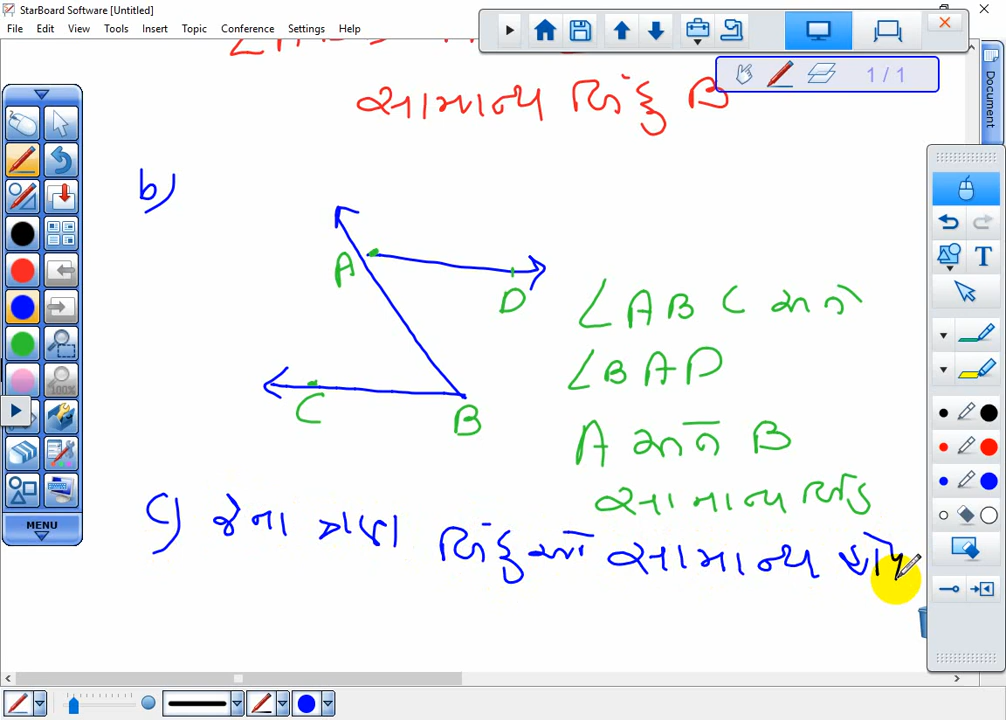 StarBoard Software [Untitled]
File Edit View Tools Insert Topic Conference Settings Help
1 / 1
Document
સામાન્ય બિંદુ B
b)
A
D
∠ABC અને
∠BAD
C
B
A અને B
સામાન્ય બિંદુ
c) જેના ત્રણ બિંદુઓ સામાન્ય હોય
100%
MENU